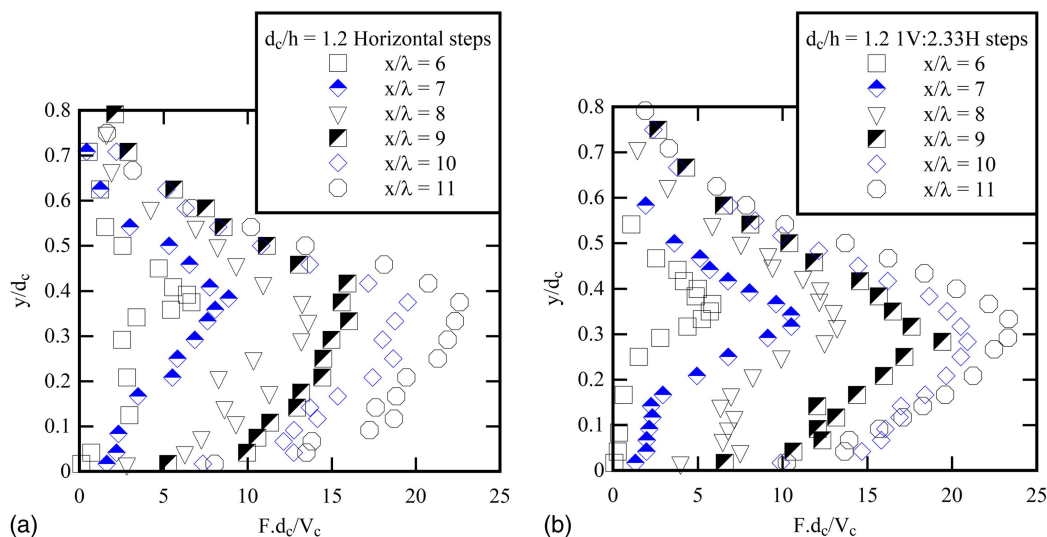 d_c/h = 1.2 Horizontal steps
x/λ = 6
x/λ = 7
x/λ = 8
x/λ = 9
x/λ = 10
x/λ = 11
y/d_c
0.8
0.7
0.6
0.5
0.4
0.3
0.2
0.1
0
0 5 10 15 20 25
F.d_c/V_c
(a)
d_c/h = 1.2 1V:2.33H steps
x/λ = 6
x/λ = 7
x/λ = 8
x/λ = 9
x/λ = 10
x/λ = 11
y/d_c
0.8
0.7
0.6
0.5
0.4
0.3
0.2
0.1
0
0 5 10 15 20 25
F.d_c/V_c
(b)